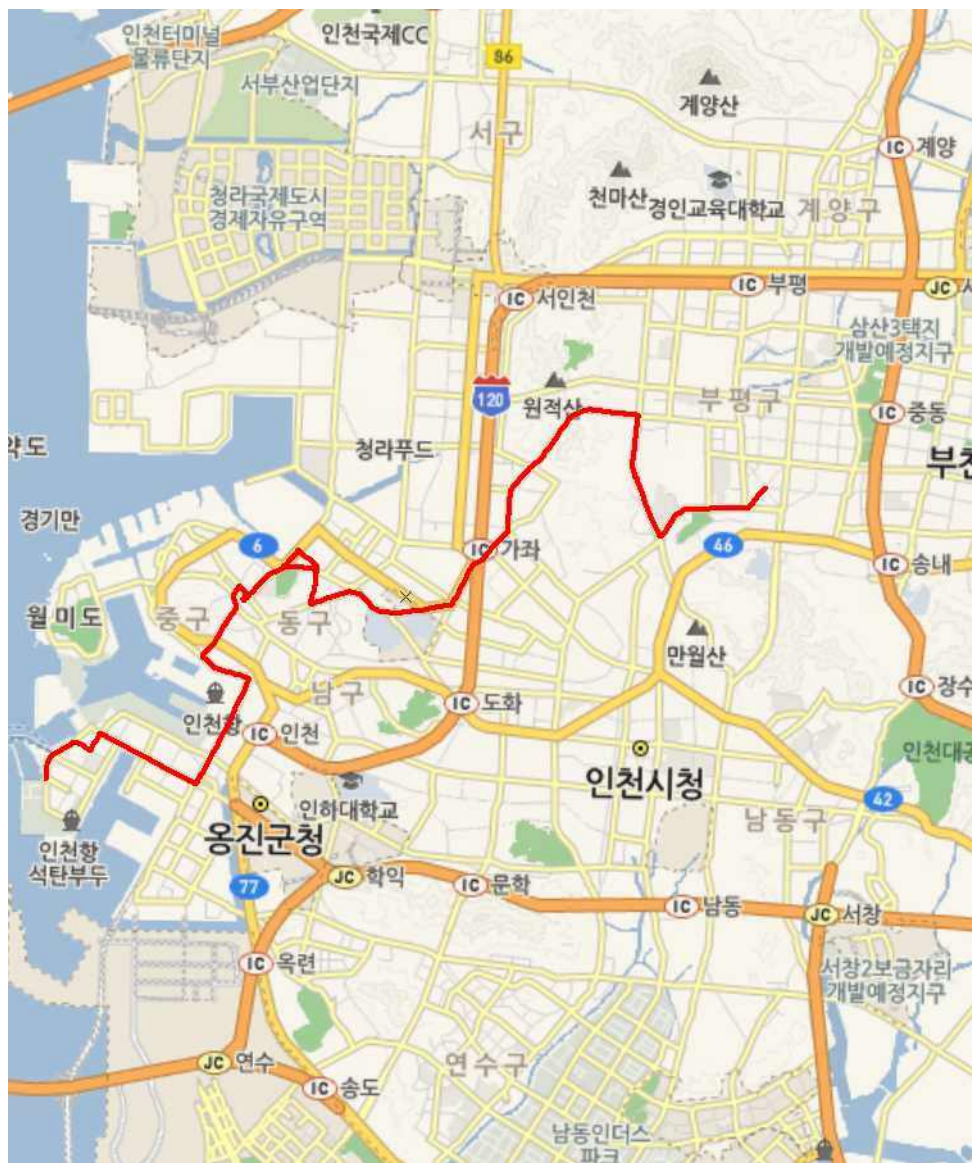 인천터미널
물류단지
인천국제CC
86
서부산업단지
계양산
서구
IC 계양
천마산
경인교육대학교
계양구
청라국제도시
경제자유구역
IC 부평
JC
IC 서인천
삼산3택지
개발예정지구
120
원적산
부평구
IC 중동
약도
청라푸드
부천
경기만
6
IC 가좌
46
IC 송내
월미도
중구
동구
만월산
남구
IC 장수
인천항
IC 도화
IC 인천
인천시청
인천대공
인하대학교
42
남동구
옹진군청
인천항
석탄부두
77
JC 학익
IC 문학
IC 남동
JC 서창
IC 옥련
서창2보금자리
개발예정지구
JC 연수
연수구
IC 송도
남동인더스
파크